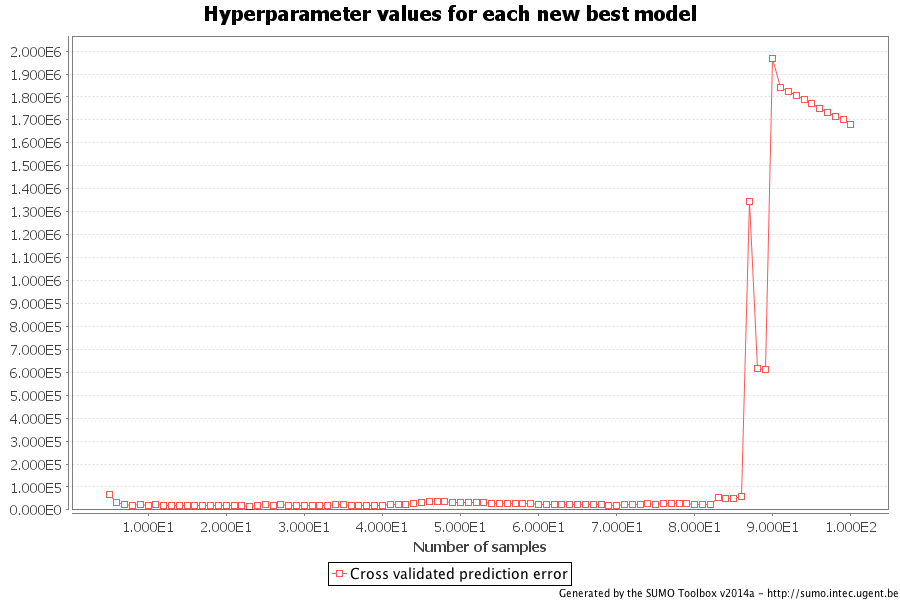 Hyperparameter values for each new best model
2.000E6
1.900E6
1.800E6
1.700E6
1.600E6
1.500E6
1.400E6
1.300E6
1.200E6
1.100E6
1.000E6
9.000E5
8.000E5
7.000E5
6.000E5
5.000E5
4.000E5
3.000E5
2.000E5
1.000E5
0.000E0
1.000E1 2.000E1 3.000E1 4.000E1 5.000E1 6.000E1 7.000E1 8.000E1 9.000E1 1.000E2
Number of samples
Cross validated prediction error
Generated by the SUMO Toolbox v2014a - http://sumo.intec.ugent.be